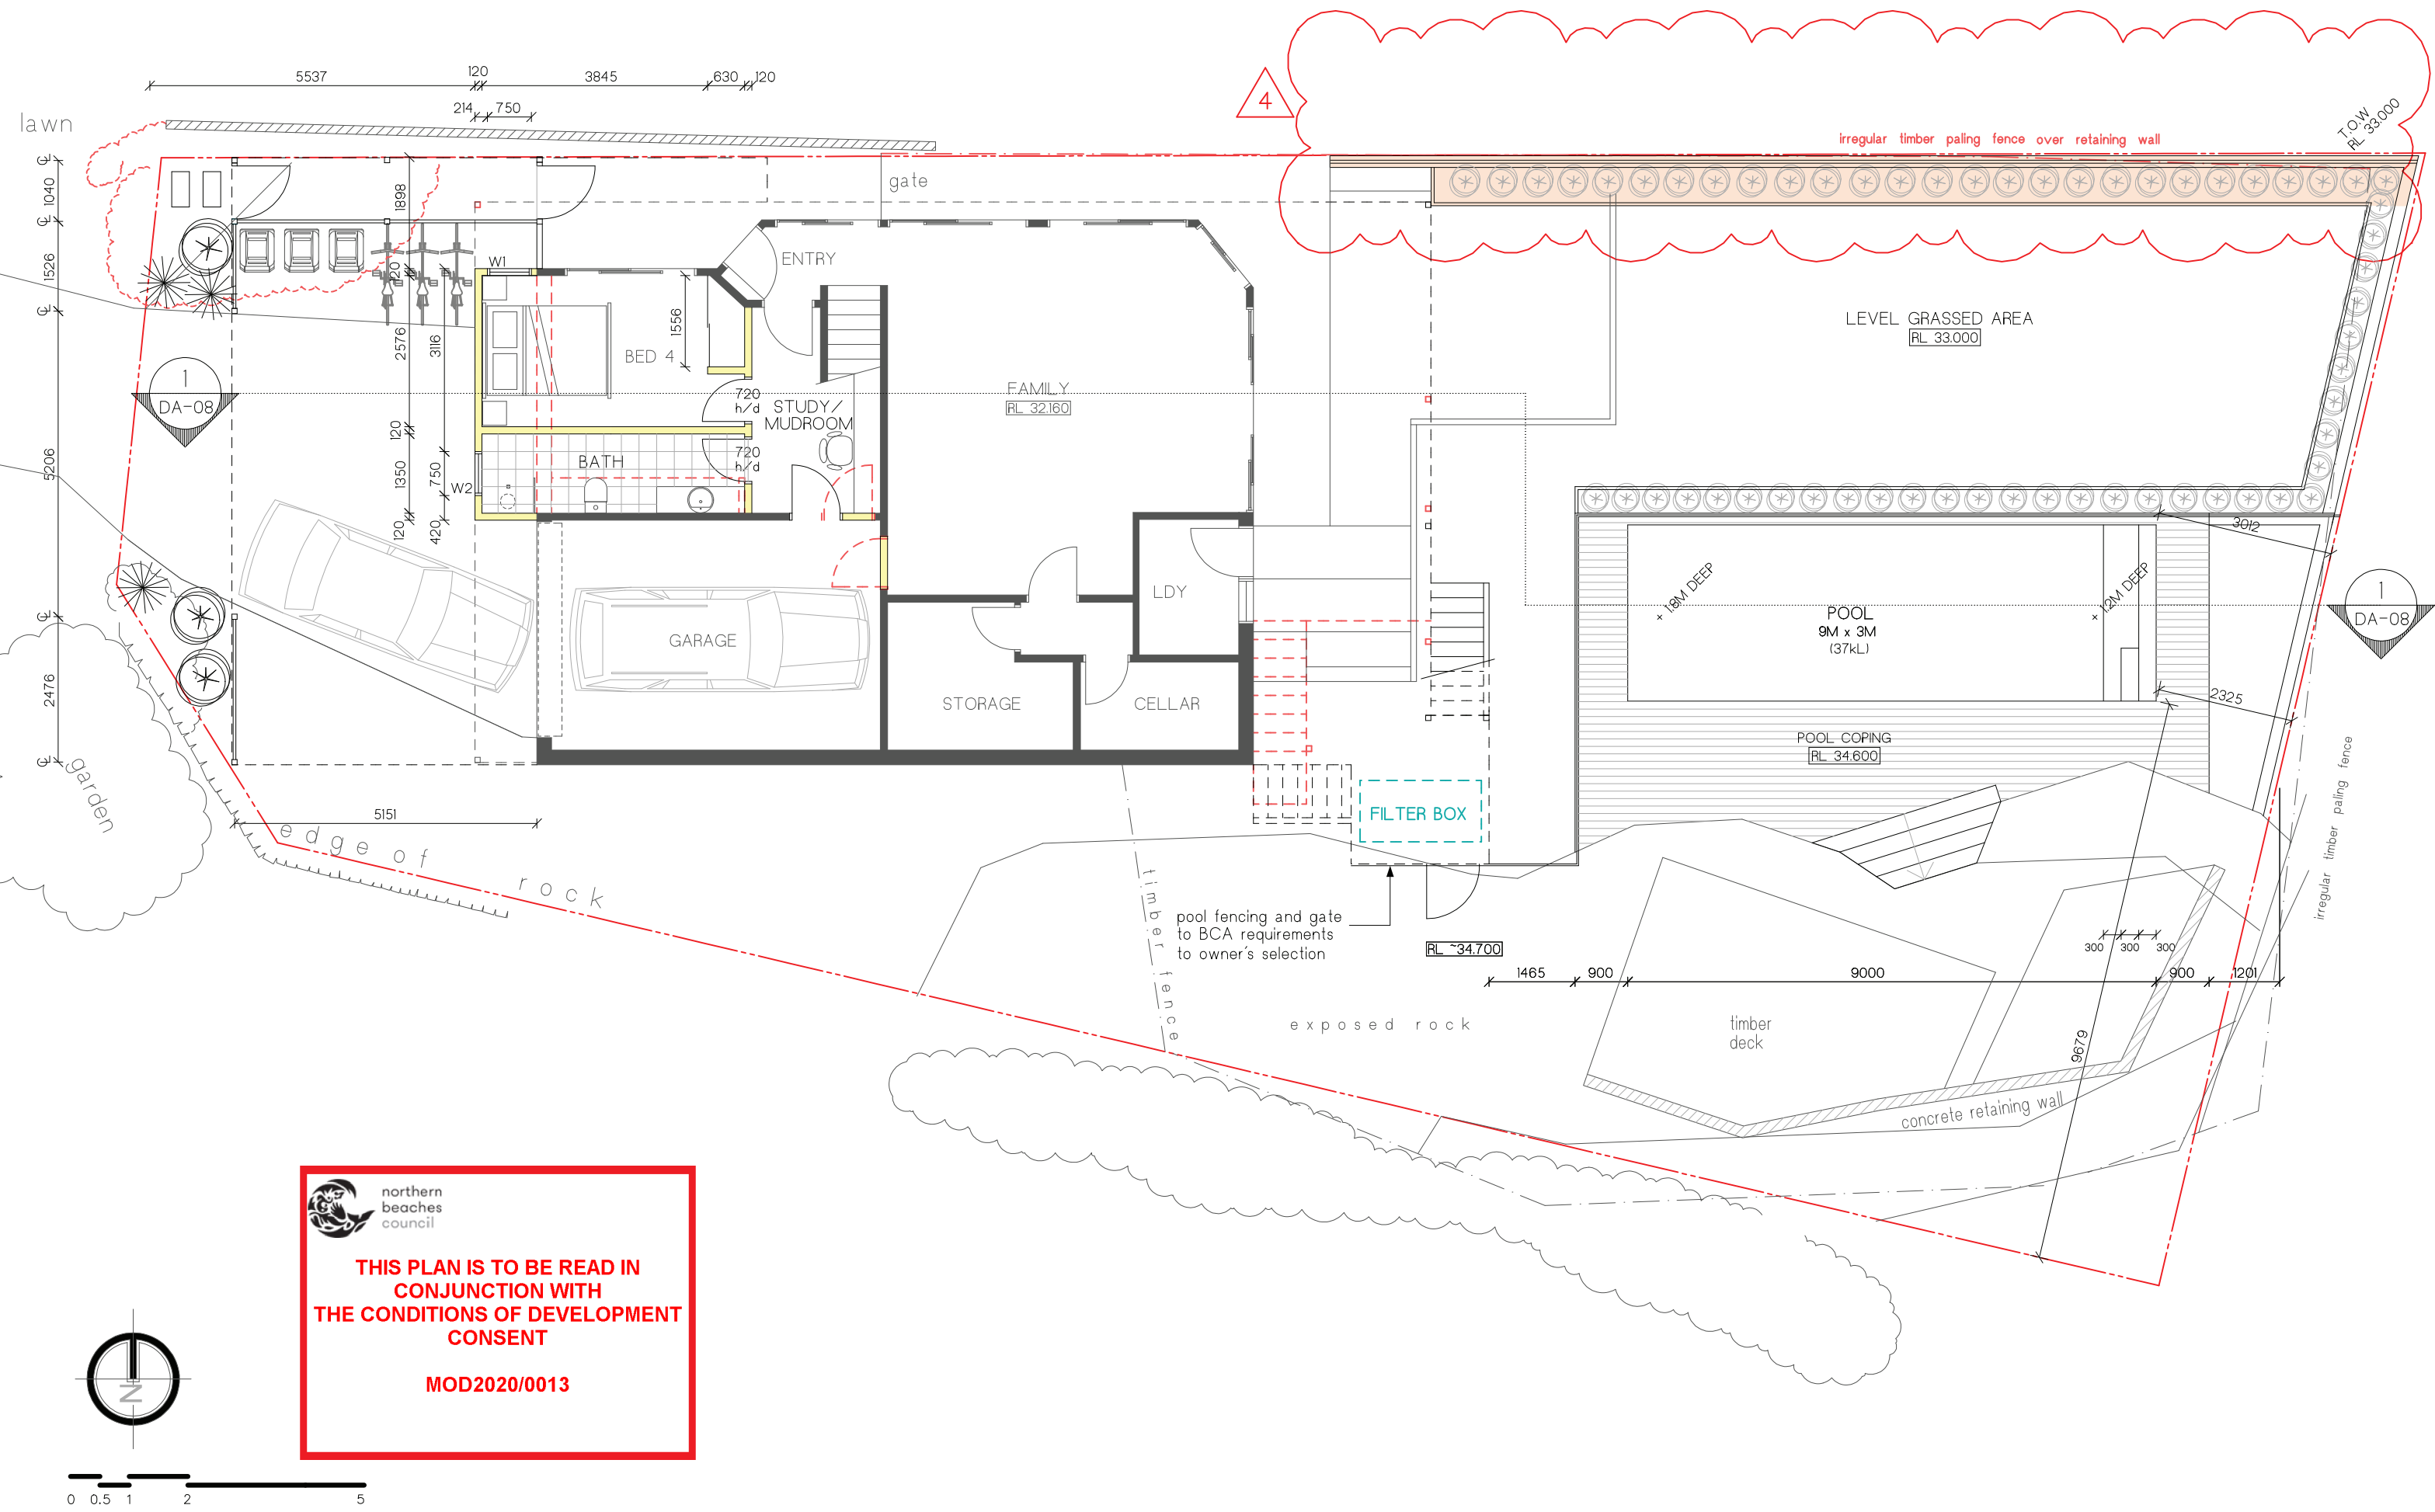 5537
120
3845
630
120
214
750
lawn
4
irregular timber paling fence over retaining wall
T.O.W
RL 33.000
gate
CL
1040
CL
1526
CL
5206
CL
2476
CL
1898
120
2576
3116
120
1350
750
120
420
W1
W2
ENTRY
1556
BED 4
720
h/d
STUDY/
MUDROOM
BATH
720
h/d
FAMILY
RL 32.160
LEVEL GRASSED AREA
RL 33.000
1
DA-08
3012
1.8M DEEP
1.2M DEEP
POOL
9M x 3M
(37kL)
1
DA-08
LDY
GARAGE
STORAGE
CELLAR
2325
POOL COPING
RL 34.600
garden
5151
edge of
rock
FILTER BOX
irregular timber paling fence
timber fence
pool fencing and gate
to BCA requirements
to owner's selection
RL ~34.700
300
300
300
1465
900
9000
900
1201
exposed rock
timber
deck
9679
concrete retaining wall
northern
beaches
council
THIS PLAN IS TO BE READ IN
CONJUNCTION WITH
THE CONDITIONS OF DEVELOPMENT
CONSENT
MOD2020/0013
N
0 0.5 1 2 5